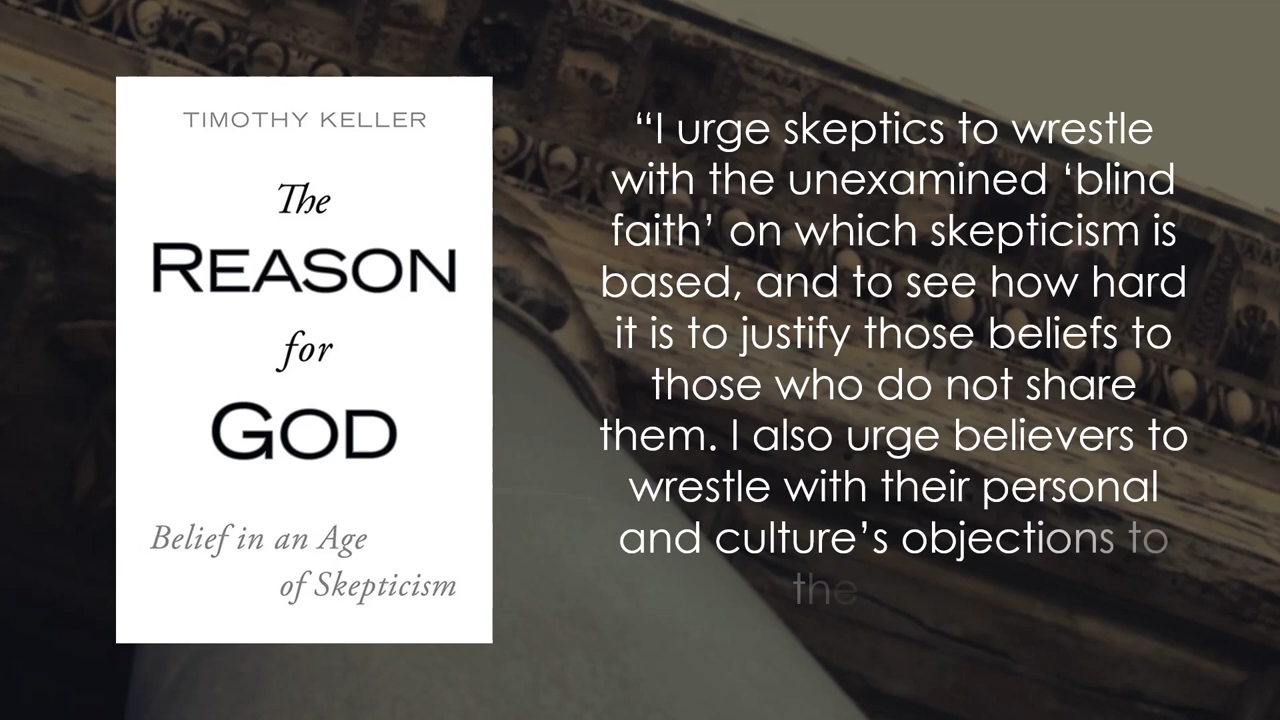 TIMOTHY KELLER
The
REASON
for
GOD
Belief in an Age
of Skepticism
“I urge skeptics to wrestle
with the unexamined ‘blind
faith’ on which skepticism is
based, and to see how hard
it is to justify those beliefs to
those who do not share
them. I also urge believers to
wrestle with their personal
and culture’s objections to
the